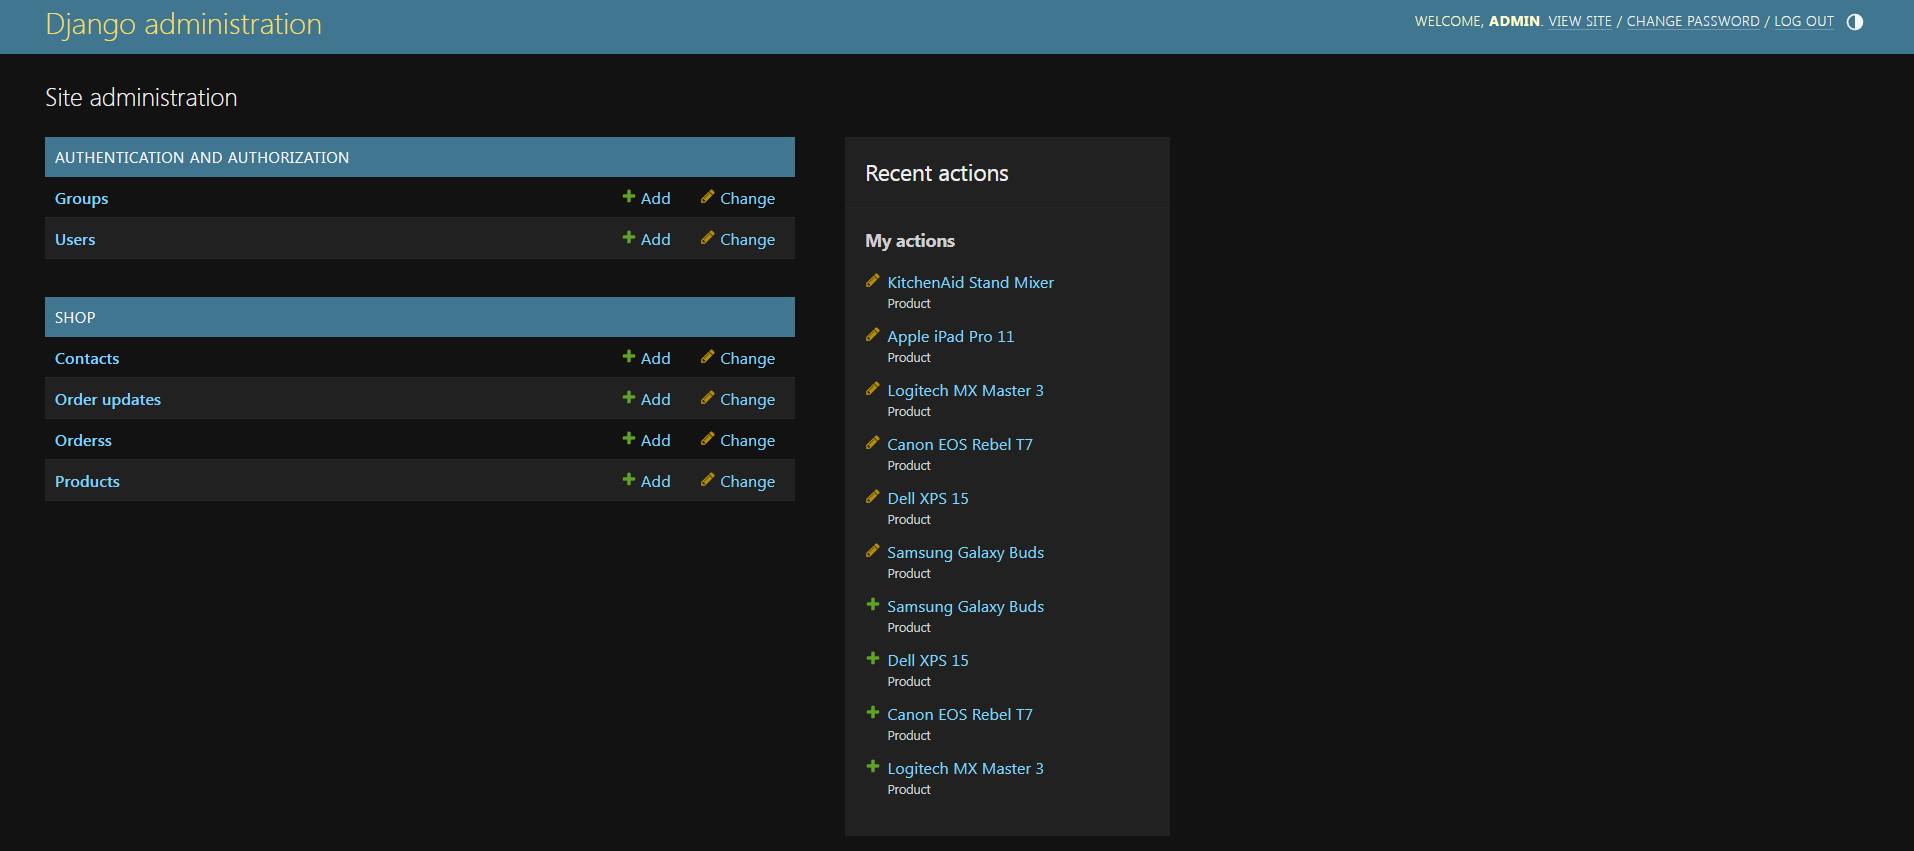 Django administration
WELCOME, ADMIN. VIEW SITE / CHANGE PASSWORD / LOG OUT
Site administration
AUTHENTICATION AND AUTHORIZATION
Groups Add Change
Users Add Change
SHOP
Contacts Add Change
Order updates Add Change
Orderss Add Change
Products Add Change
Recent actions
My actions
KitchenAid Stand Mixer
Product
Apple iPad Pro 11
Product
Logitech MX Master 3
Product
Canon EOS Rebel T7
Product
Dell XPS 15
Product
Samsung Galaxy Buds
Product
Samsung Galaxy Buds
Product
Dell XPS 15
Product
Canon EOS Rebel T7
Product
Logitech MX Master 3
Product